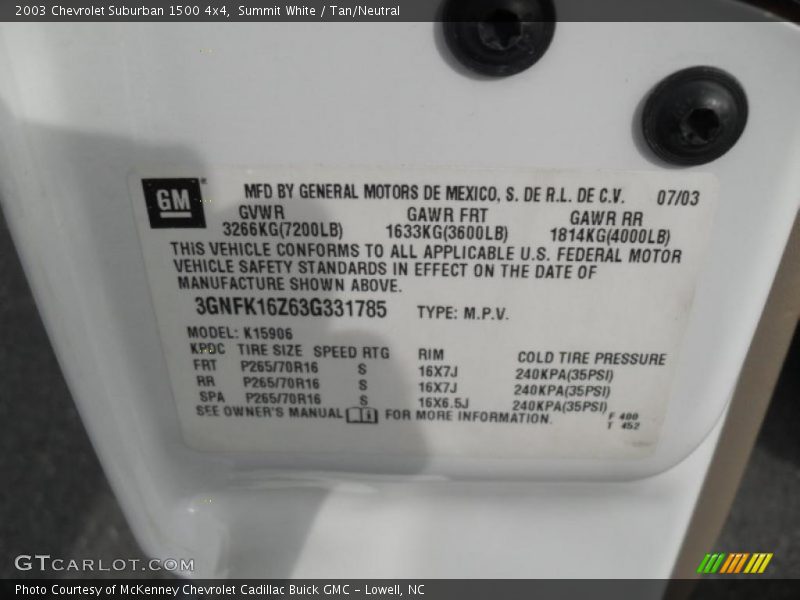 2003 Chevrolet Suburban 1500 4x4, Summit White / Tan/Neutral
GM
MFD BY GENERAL MOTORS DE MEXICO, S. DE R.L. DE C.V. 07/03
GVWR GAWR FRT GAWR RR
3266KG(7200LB) 1633KG(3600LB) 1814KG(4000LB)
THIS VEHICLE CONFORMS TO ALL APPLICABLE U.S. FEDERAL MOTOR
VEHICLE SAFETY STANDARDS IN EFFECT ON THE DATE OF
MANUFACTURE SHOWN ABOVE.
3GNFK16Z63G331785 TYPE: M.P.V.
MODEL: K15906
KPDC TIRE SIZE SPEED RTG RIM COLD TIRE PRESSURE
FRT P265/70R16 S 16X7J 240KPA(35PSI)
RR P265/70R16 S 16X7J 240KPA(35PSI)
SPA P265/70R16 S 16X6.5J 240KPA(35PSI)
SEE OWNER'S MANUAL FOR MORE INFORMATION.
F 400
T 452
GTCARLOT.COM
Photo Courtesy of McKenney Chevrolet Cadillac Buick GMC - Lowell, NC